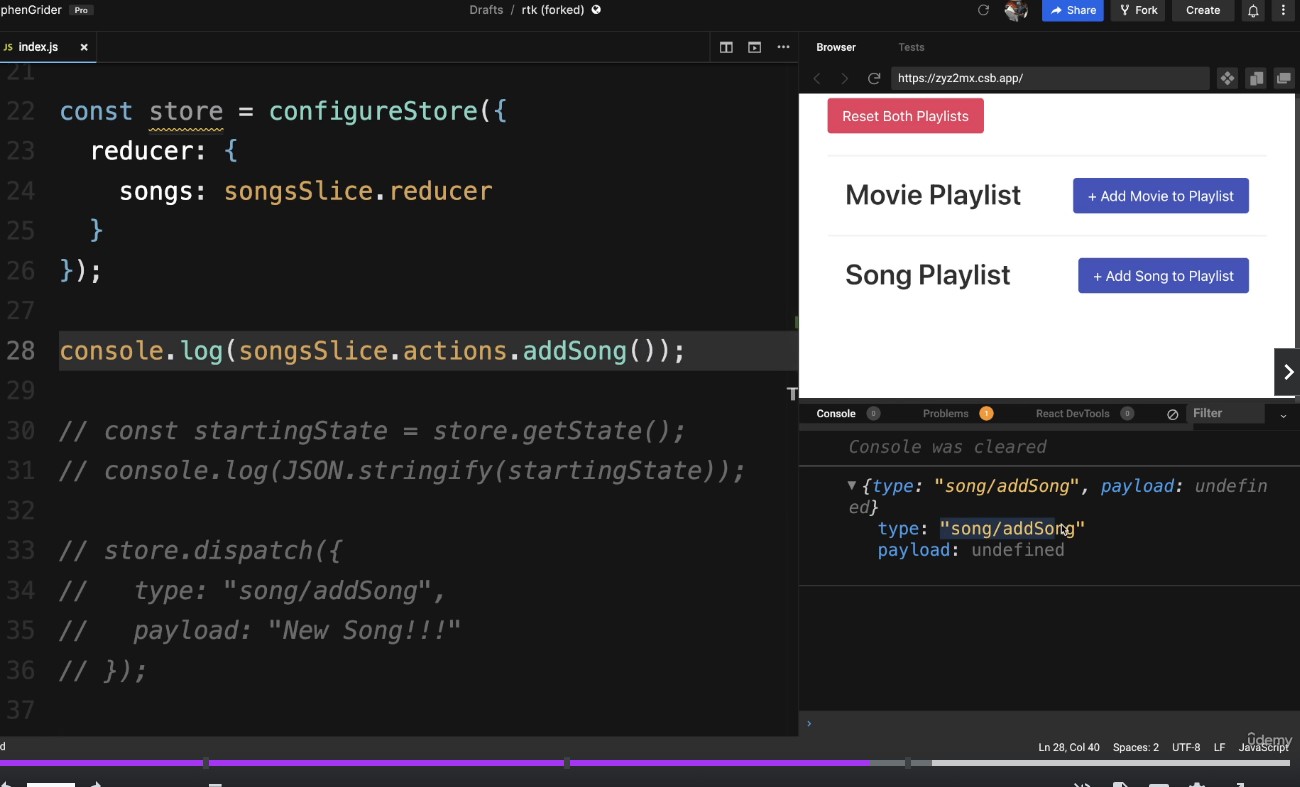 phenGrider Pro
Drafts / rtk (forked)
Share
Fork
Create
JS index.js ×
Browser
Tests
https://zyz2mx.csb.app/
21
22 const store = configureStore({
23 reducer: {
24 songs: songsSlice.reducer
25 }
26 });
27
28 console.log(songsSlice.actions.addSong());
29
30 // const startingState = store.getState();
31 // console.log(JSON.stringify(startingState));
32
33 // store.dispatch({
34 //   type: "song/addSong",
35 //   payload: "New Song!!!"
36 // });
37
Reset Both Playlists
Movie Playlist
+ Add Movie to Playlist
Song Playlist
+ Add Song to Playlist
T
Console 0
Problems 1
React DevTools 0
Filter
Console was cleared
{type: "song/addSong", payload: undefin
ed}
type: "song/addSong"
payload: undefined
d
Ln 28, Col 40
Spaces: 2
UTF-8
LF
JavaScript
udemy